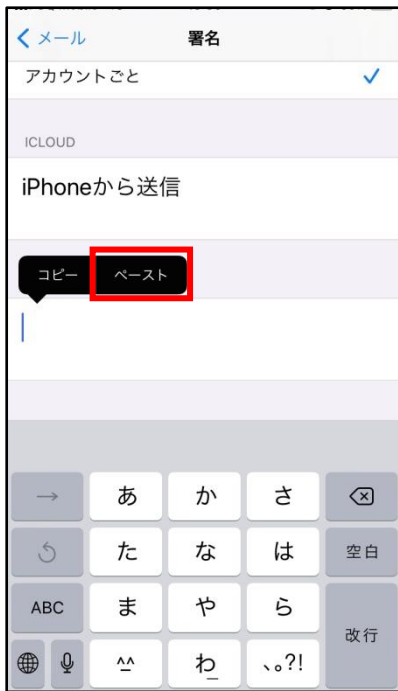 メール 署名
アカウントごと
ICLOUD
iPhoneから送信
コピー ペースト
→ あ か さ
た な は 空白
ABC ま や ら
改行
^^ わ_ 、。?!